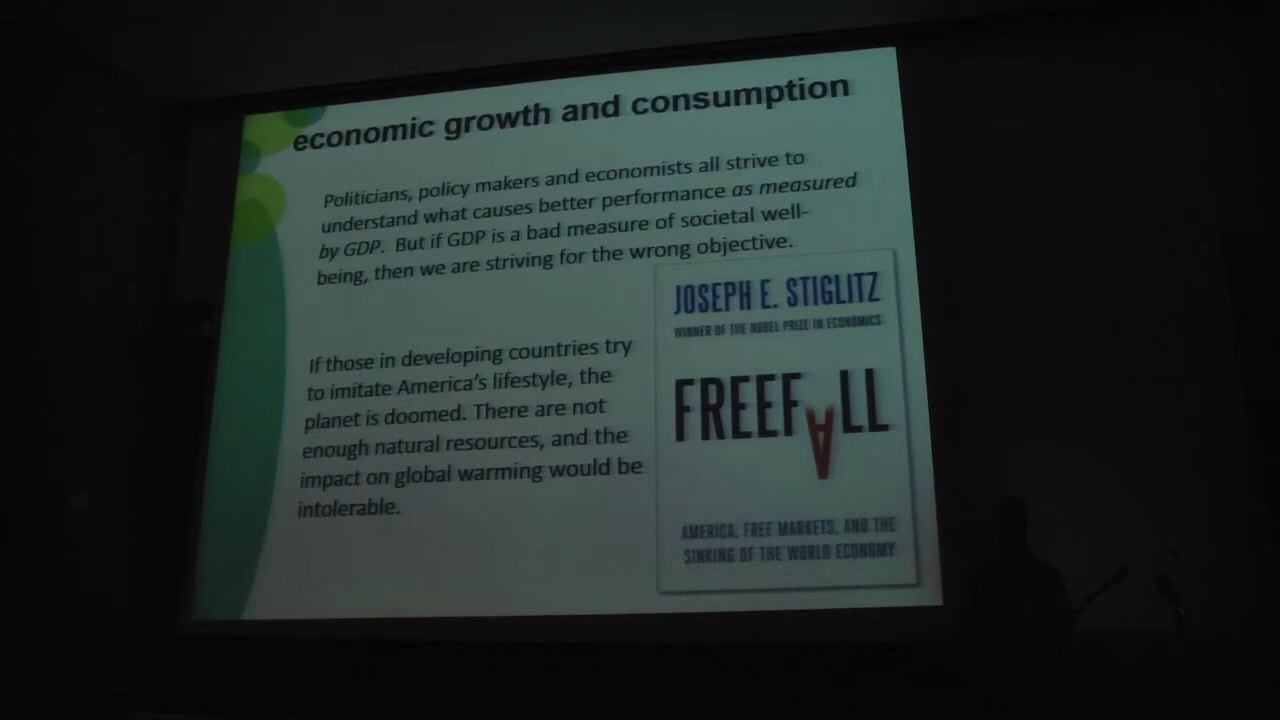 economic growth and consumption
Politicians, policy makers and economists all strive to
understand what causes better performance as measured
by GDP. But if GDP is a bad measure of societal well-
being, then we are striving for the wrong objective.
If those in developing countries try
to imitate America's lifestyle, the
planet is doomed. There are not
enough natural resources, and the
impact on global warming would be
intolerable.
JOSEPH E. STIGLITZ
WINNER OF THE NOBEL PRIZE IN ECONOMICS
FREEFALL
AMERICA, FREE MARKETS, AND THE
SINKING OF THE WORLD ECONOMY